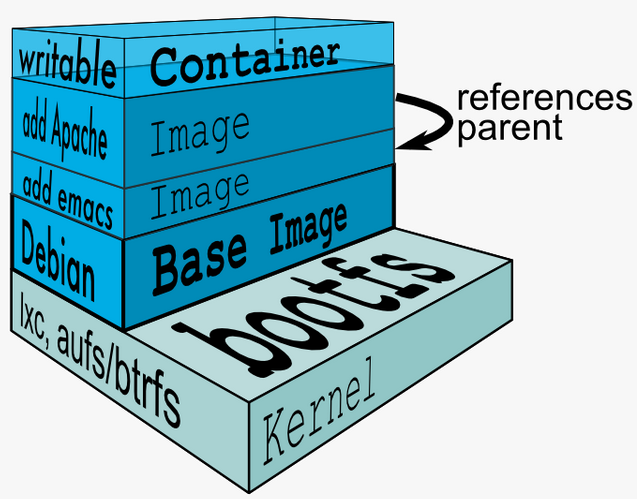 writable Container
add Apache Image
references
parent
add emacs Image
Debian Base Image
bootfs
lxc, aufs/btrfs
Kernel